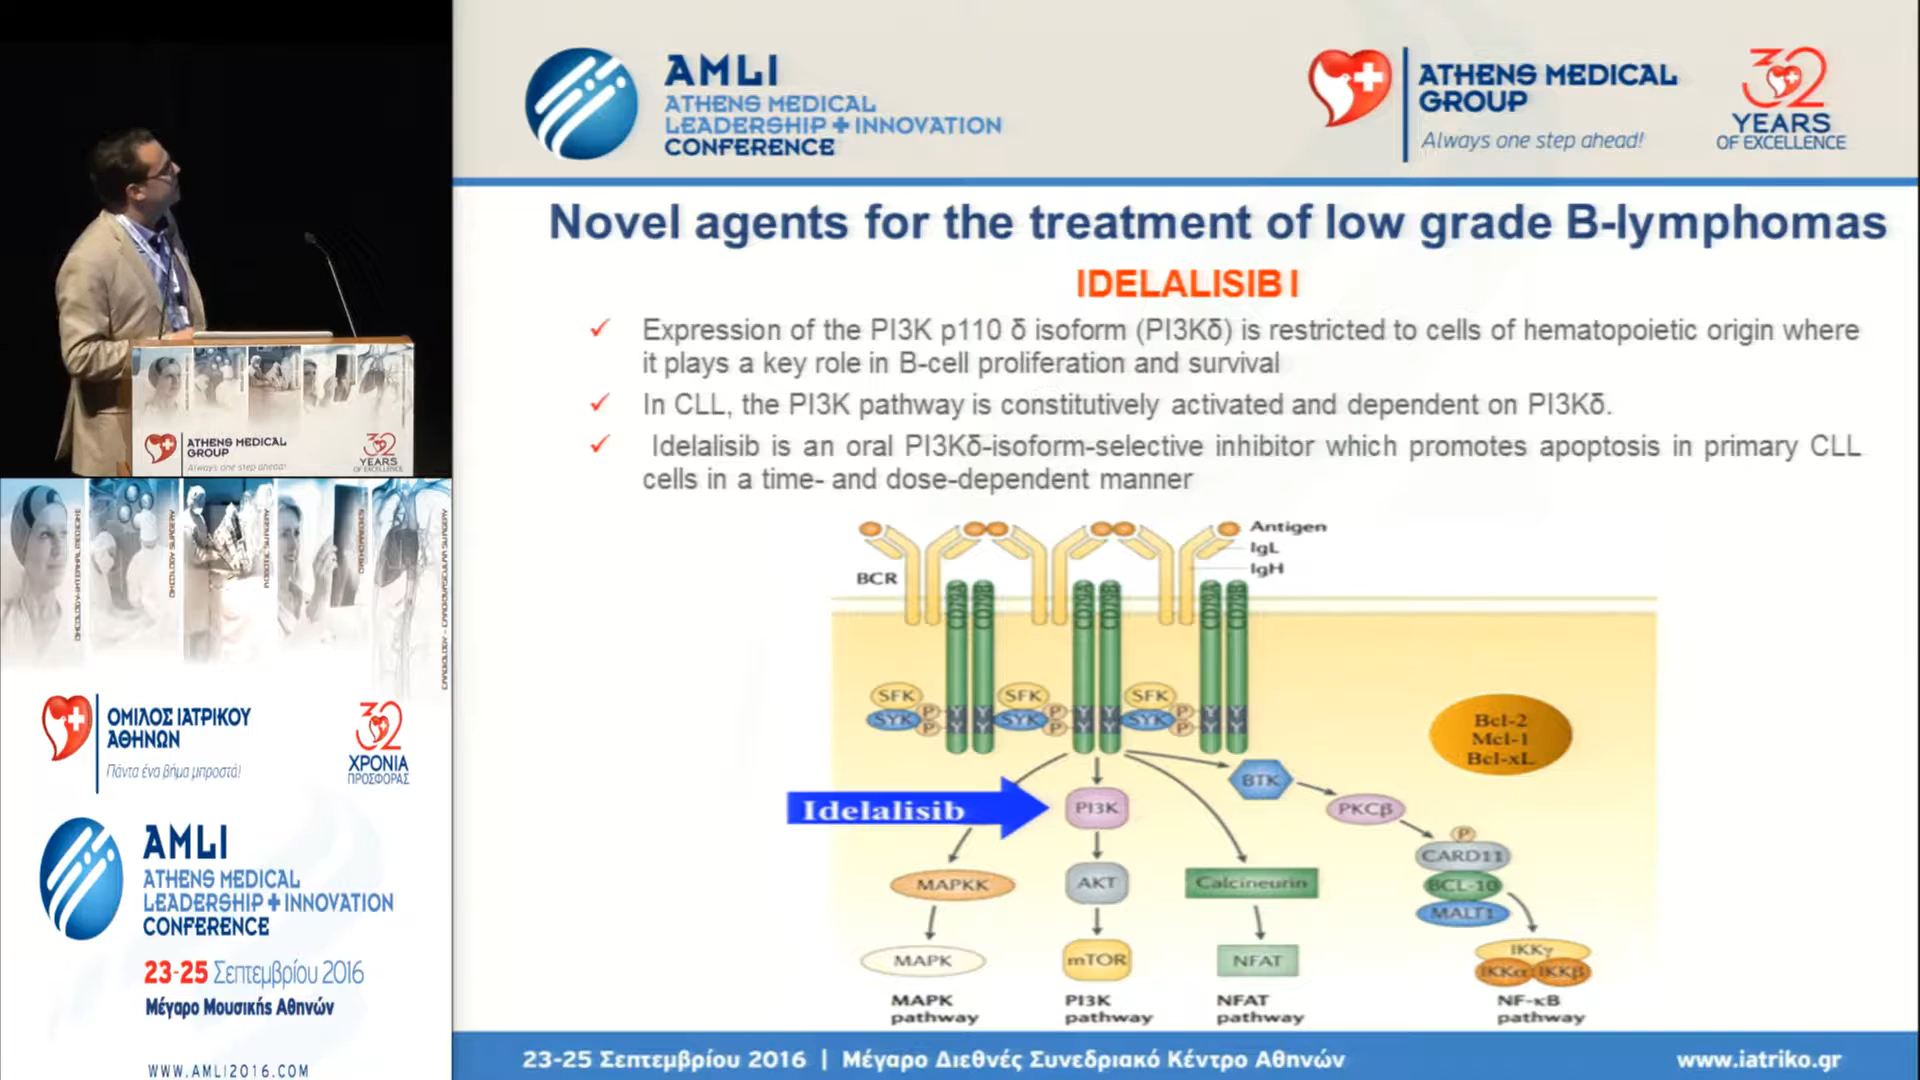 AMLI
ATHENS MEDICAL
LEADERSHIP + INNOVATION
CONFERENCE
ATHENS MEDICAL
GROUP
Always one step ahead!
32
YEARS
OF EXCELLENCE
Novel agents for the treatment of low grade B-lymphomas
IDELALISIB I
✓ Expression of the PI3K p110 δ isoform (PI3Kδ) is restricted to cells of hematopoietic origin where
it plays a key role in B-cell proliferation and survival
✓ In CLL, the PI3K pathway is constitutively activated and dependent on PI3Kδ.
✓ Idelalisib is an oral PI3Kδ-isoform-selective inhibitor which promotes apoptosis in primary CLL
cells in a time- and dose-dependent manner
Antigen
IgL
IgH
BCR
SFK
SFK
SFK
SYK
P
P
SYK
P
P
SYK
P
P
Bcl-2
Mcl-1
Bcl-xL
BTK
Idelalisib
PI3K
PKCβ
P
CARD11
BCL-10
MALT1
MAPKK
AKT
Calcineurin
MAPK
mTOR
NFAT
IKKγ
IKKα IKKβ
MAPK
pathway
PI3K
pathway
NFAT
pathway
NF-κB
pathway
23-25 Σεπτεμβρίου 2016 | Μέγαρο Διεθνές Συνεδριακό Κέντρο Αθηνών
www.iatriko.gr
ATHENS MEDICAL
GROUP
Always one step ahead!
32
YEARS
OF EXCELLENCE
ΟΜΙΛΟΣ ΙΑΤΡΙΚΟΥ
ΑΘΗΝΩΝ
Πάντα ένα βήμα μπροστά!
32
ΧΡΟΝΙΑ
ΠΡΟΣΦΟΡΑΣ
AMLI
ATHENS MEDICAL
LEADERSHIP + INNOVATION
CONFERENCE
23-25 Σεπτεμβρίου 2016
Μέγαρο Μουσικής Αθηνών
WWW.AMLI2016.COM